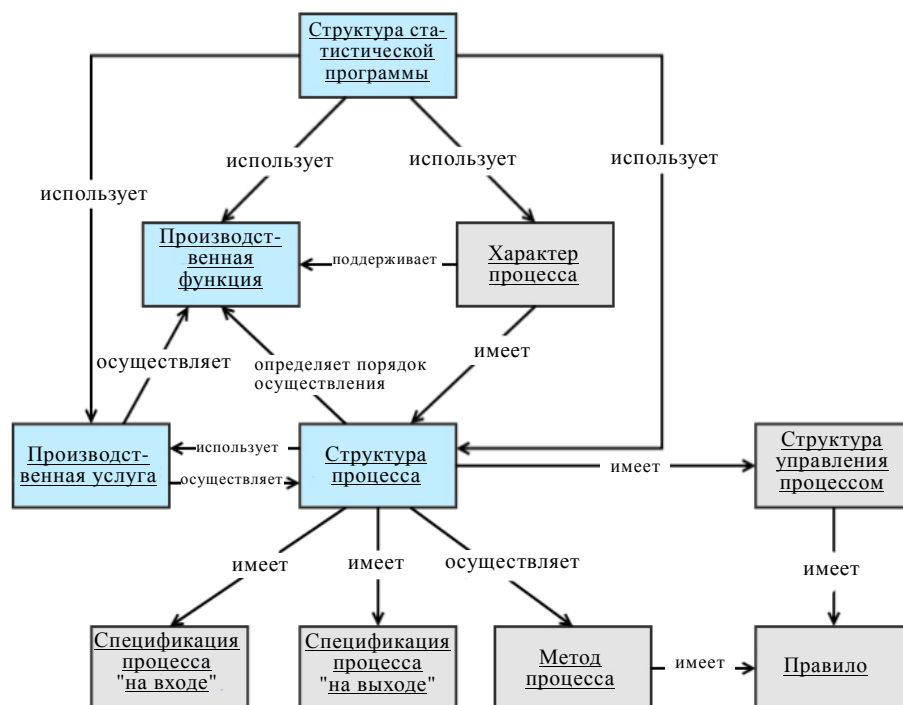 Структура ста-
тистической
программы
использует
использует
использует
использует
Производст-
венная
функция
поддерживает
Характер
процесса
осуществляет
определяет порядок
осуществления
имеет
Производст-
венная услуга
использует
осуществляет
Структура
процесса
имеет
Структура
управления
процессом
имеет
имеет
осуществляет
имеет
Спецификация
процесса
"на входе"
Спецификация
процесса
"на выходе"
Метод
процесса
имеет
Правило